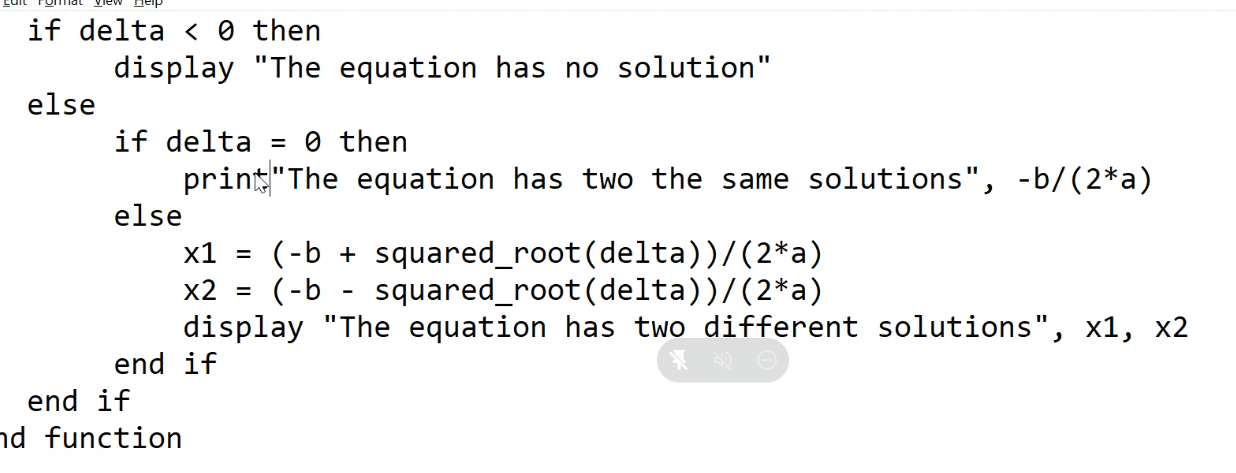 Edit Format View Help
if delta < 0 then
display "The equation has no solution"
else
if delta = 0 then
print"The equation has two the same solutions", -b/(2*a)
else
x1 = (-b + squared_root(delta))/(2*a)
x2 = (-b - squared_root(delta))/(2*a)
display "The equation has two different solutions", x1, x2
end if
end if
nd function